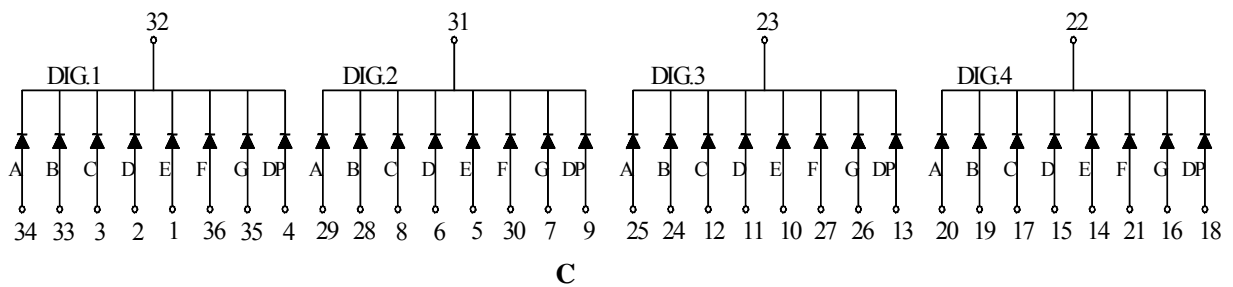 32 31 23 22
DIG.1 DIG.2 DIG.3 DIG.4
A B C D E F G DP A B C D E F G DP A B C D E F G DP A B C D E F G DP
34 33 3 2 1 36 35 4 29 28 8 6 5 30 7 9 25 24 12 11 10 27 26 13 20 19 17 15 14 21 16 18
C